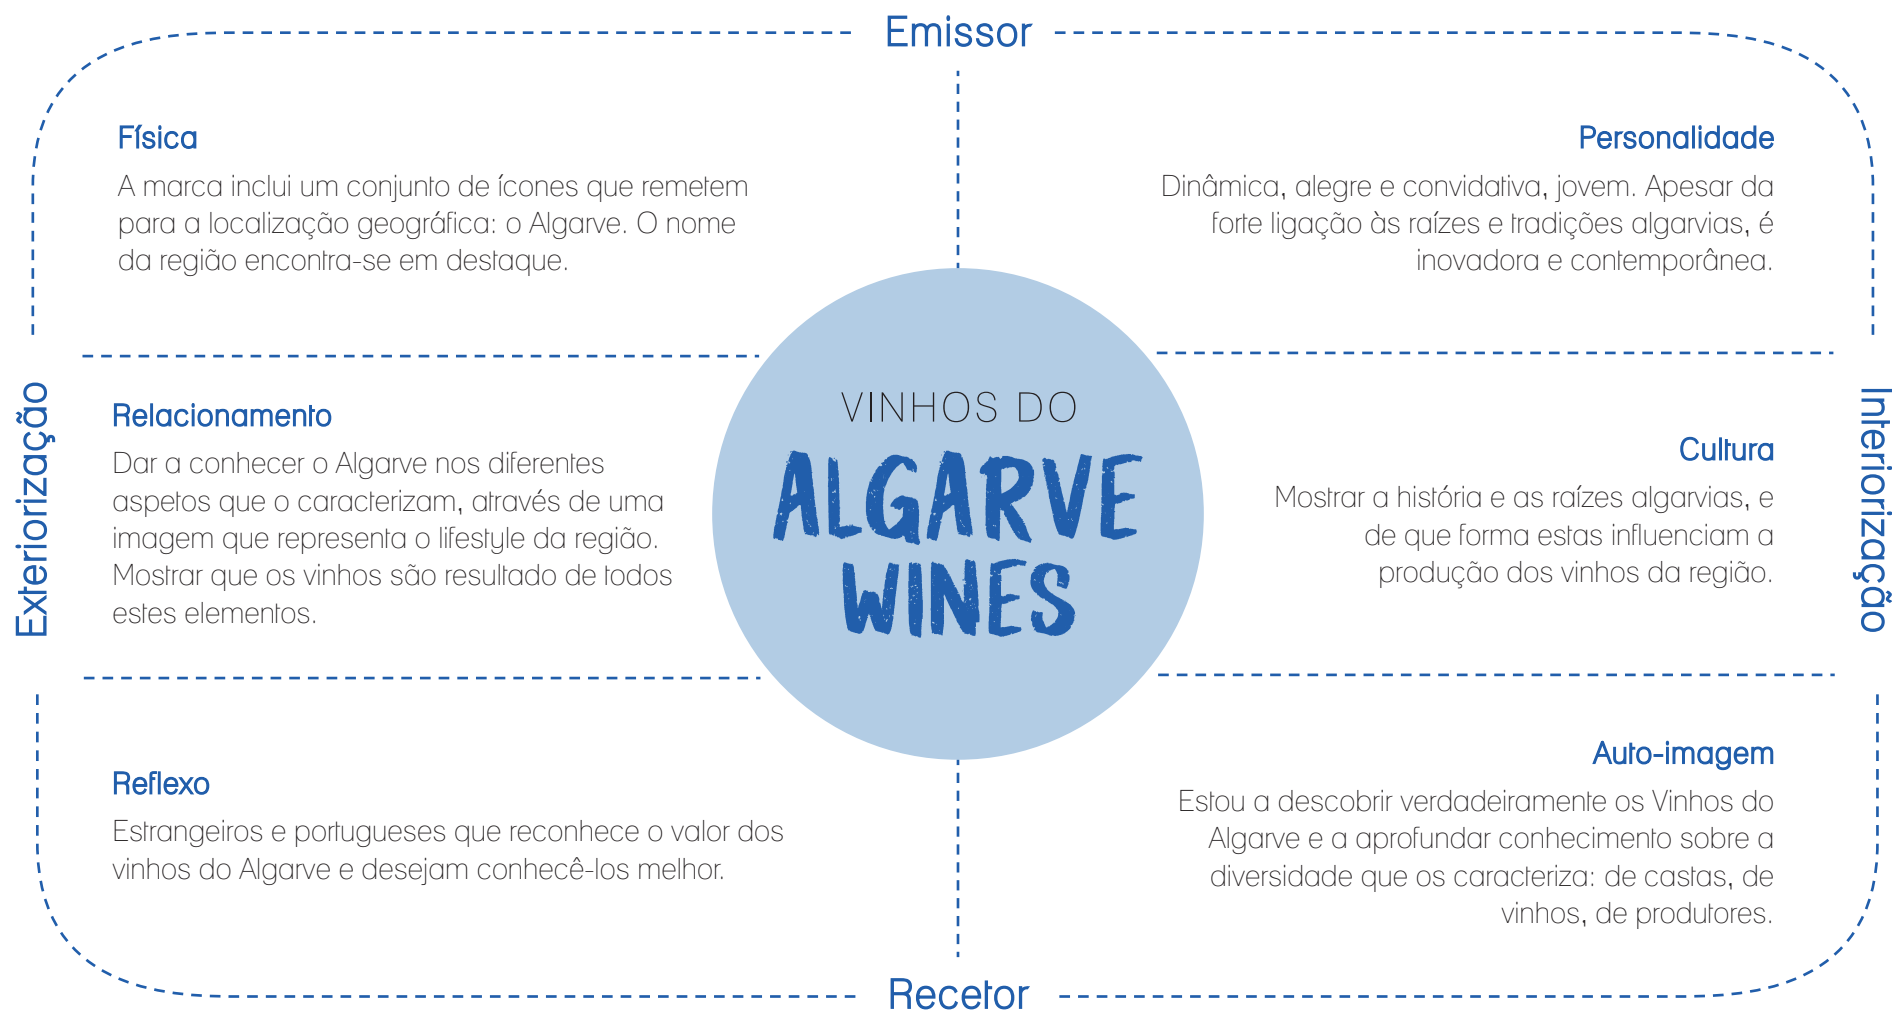 Emissor
Física
A marca inclui um conjunto de ícones que remetem
para a localização geográfica: o Algarve. O nome
da região encontra-se em destaque.
Personalidade
Dinâmica, alegre e convidativa, jovem. Apesar da
forte ligação às raízes e tradições algarvias, é
inovadora e contemporânea.
Exteriorização
Relacionamento
Dar a conhecer o Algarve nos diferentes
aspetos que o caracterizam, através de uma
imagem que representa o lifestyle da região.
Mostrar que os vinhos são resultado de todos
estes elementos.
VINHOS DO
ALGARVE
WINES
Cultura
Mostrar a história e as raízes algarvias, e
de que forma estas influenciam a
produção dos vinhos da região.
Interiorização
Reflexo
Estrangeiros e portugueses que reconhece o valor dos
vinhos do Algarve e desejam conhecê-los melhor.
Auto-imagem
Estou a descobrir verdadeiramente os Vinhos do
Algarve e a aprofundar conhecimento sobre a
diversidade que os caracteriza: de castas, de
vinhos, de produtores.
Recetor